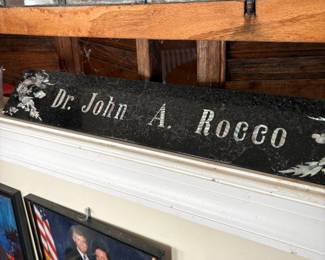 Dr. John A. Rocco